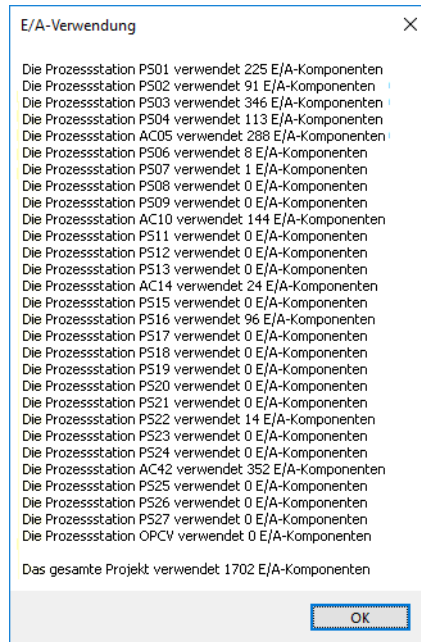 E/A-Verwendung
Die Prozessstation PS01 verwendet 225 E/A-Komponenten
Die Prozessstation PS02 verwendet 91 E/A-Komponenten
Die Prozessstation PS03 verwendet 346 E/A-Komponenten
Die Prozessstation PS04 verwendet 113 E/A-Komponenten
Die Prozessstation AC05 verwendet 288 E/A-Komponenten
Die Prozessstation PS06 verwendet 8 E/A-Komponenten
Die Prozessstation PS07 verwendet 1 E/A-Komponenten
Die Prozessstation PS08 verwendet 0 E/A-Komponenten
Die Prozessstation PS09 verwendet 0 E/A-Komponenten
Die Prozessstation AC10 verwendet 144 E/A-Komponenten
Die Prozessstation PS11 verwendet 0 E/A-Komponenten
Die Prozessstation PS12 verwendet 0 E/A-Komponenten
Die Prozessstation PS13 verwendet 0 E/A-Komponenten
Die Prozessstation AC14 verwendet 24 E/A-Komponenten
Die Prozessstation PS15 verwendet 0 E/A-Komponenten
Die Prozessstation PS16 verwendet 96 E/A-Komponenten
Die Prozessstation PS17 verwendet 0 E/A-Komponenten
Die Prozessstation PS18 verwendet 0 E/A-Komponenten
Die Prozessstation PS19 verwendet 0 E/A-Komponenten
Die Prozessstation PS20 verwendet 0 E/A-Komponenten
Die Prozessstation PS21 verwendet 0 E/A-Komponenten
Die Prozessstation PS22 verwendet 14 E/A-Komponenten
Die Prozessstation PS23 verwendet 0 E/A-Komponenten
Die Prozessstation PS24 verwendet 0 E/A-Komponenten
Die Prozessstation AC42 verwendet 352 E/A-Komponenten
Die Prozessstation PS25 verwendet 0 E/A-Komponenten
Die Prozessstation PS26 verwendet 0 E/A-Komponenten
Die Prozessstation PS27 verwendet 0 E/A-Komponenten
Die Prozessstation OPCV verwendet 0 E/A-Komponenten
Das gesamte Projekt verwendet 1702 E/A-Komponenten
OK